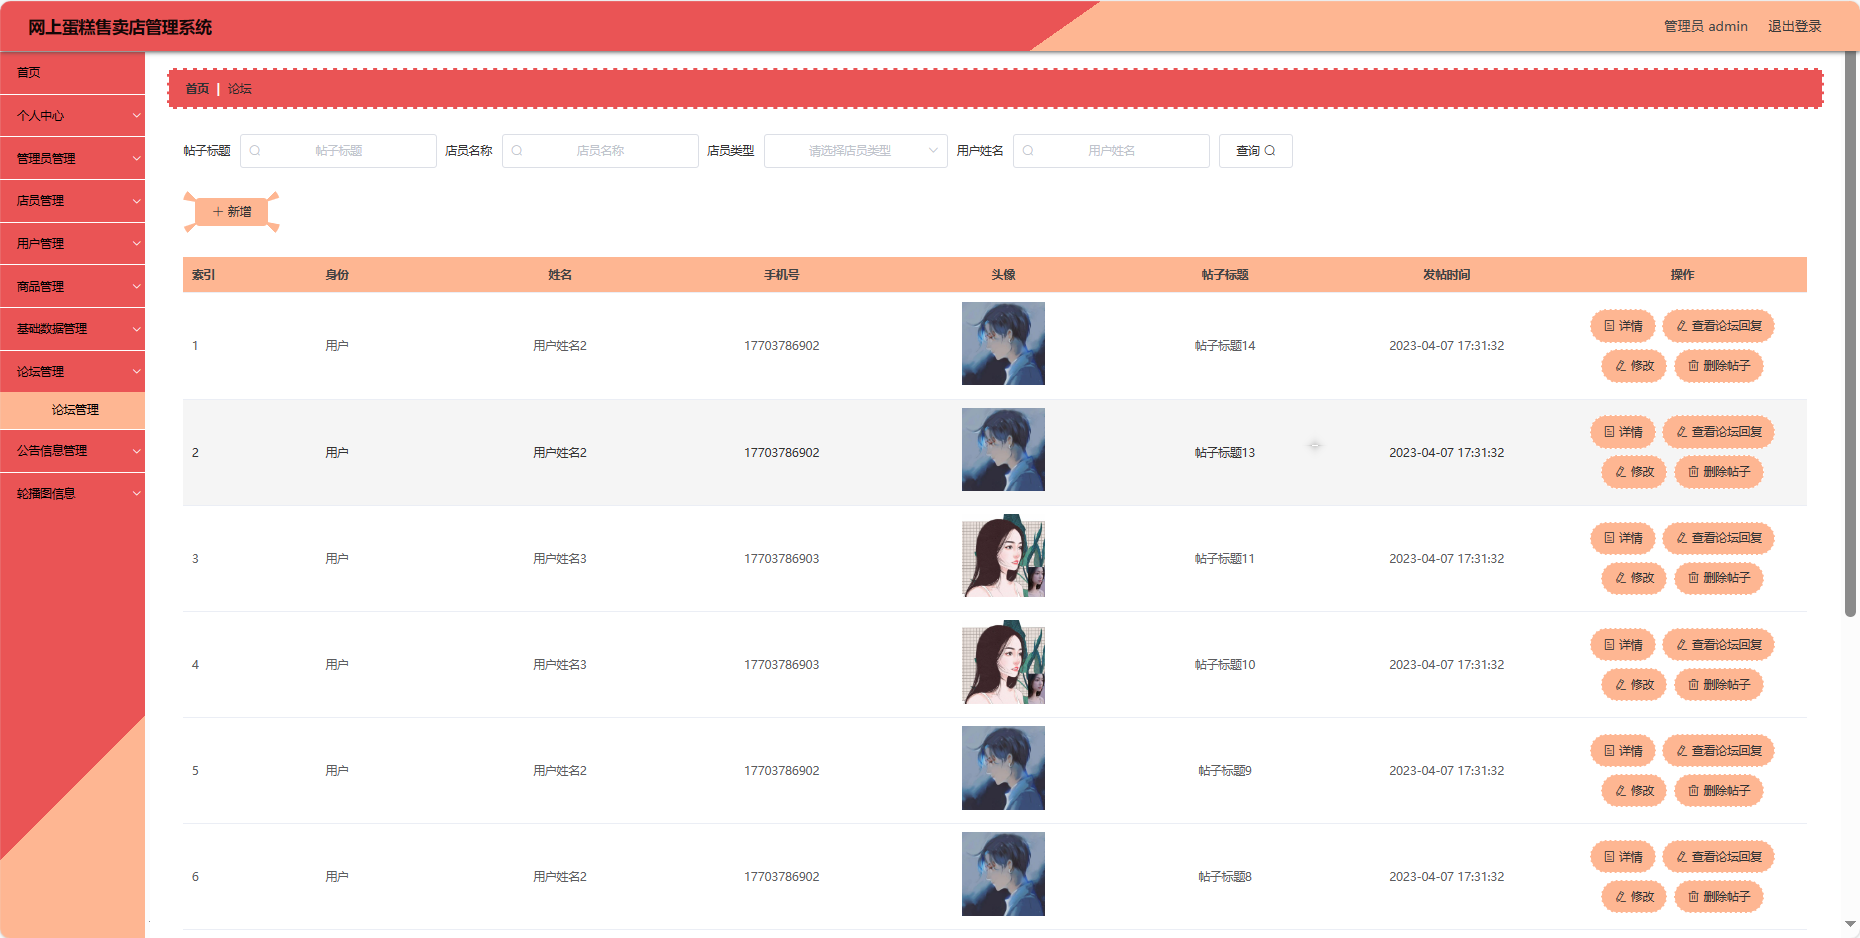 网上蛋糕售卖店管理系统
管理员 admin 退出登录
首页
个人中心
管理员管理
店员管理
用户管理
商品管理
基础数据管理
论坛管理
论坛管理
公告信息管理
轮播图信息
首页 | 论坛
帖子标题 帖子标题 店员名称 店员名称 店员类型 请选择店员类型 用户姓名 用户姓名 查询
新增
索引 身份 姓名 手机号 头像 帖子标题 发帖时间 操作
1 用户 用户姓名2 17703786902 帖子标题14 2023-04-07 17:31:32 详情 查看论坛回复
修改 删除帖子
2 用户 用户姓名2 17703786902 帖子标题13 2023-04-07 17:31:32 详情 查看论坛回复
修改 删除帖子
3 用户 用户姓名3 17703786903 帖子标题11 2023-04-07 17:31:32 详情 查看论坛回复
修改 删除帖子
4 用户 用户姓名3 17703786903 帖子标题10 2023-04-07 17:31:32 详情 查看论坛回复
修改 删除帖子
5 用户 用户姓名2 17703786902 帖子标题9 2023-04-07 17:31:32 详情 查看论坛回复
修改 删除帖子
6 用户 用户姓名2 17703786902 帖子标题8 2023-04-07 17:31:32 详情 查看论坛回复
修改 删除帖子